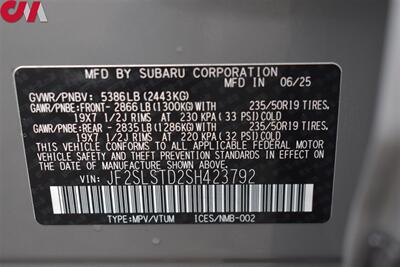 CM
MFD BY SUBARU CORPORATION
GVWR/PNBV: 5386LB(2443KG) MFD IN 06/25
GAWR/PNBE:FRONT- 2866LB(1300KG)WITH 235/50R19 TIRES,
19X7 1/2J RIMS AT 230 KPA(33 PSI)COLD
GAWR/PNBE:REAR - 2835LB(1286KG)WITH 235/50R19 TIRES,
19X7 1/2J RIMS AT 220 KPA(32 PSI)COLD
THIS VEHICLE CONFORMS TO ALL APPLICABLE FEDERAL
MOTOR VEHICLE SAFETY, BUMPER, AND THEFT PREVENTION
STANDARDS IN EFFECT ON THE DATE OF MANUFACTURE
SHOWN ABOVE.
VIN: JF2SLSTD2SH423792
TYPE:MPV/VTUM ICES/NMB-002